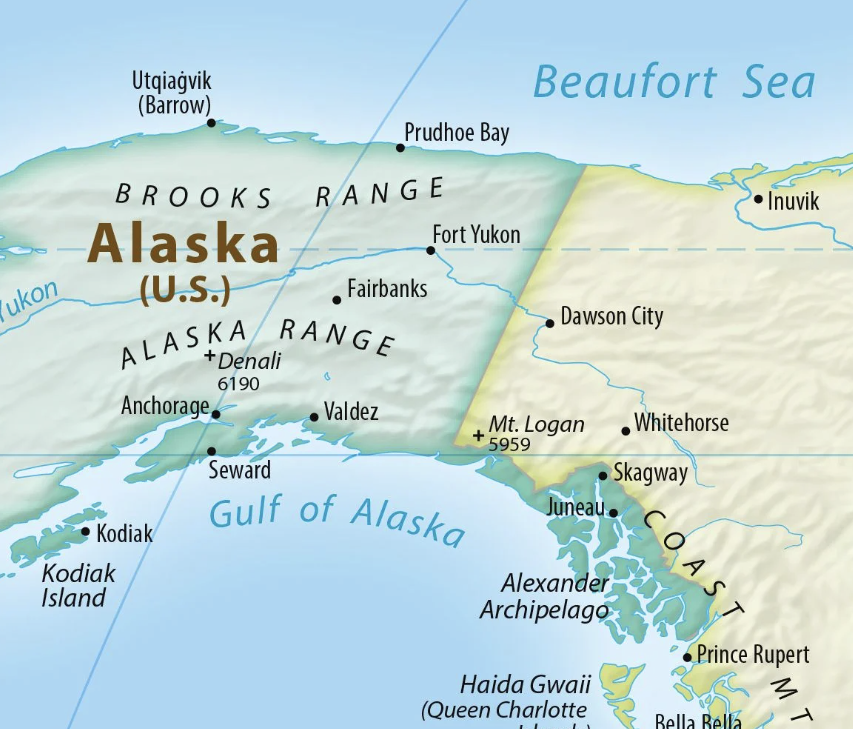 Utqiaġvik
(Barrow)
Beaufort Sea
Prudhoe Bay
BROOKS RANGE
Inuvik
Alaska
(U.S.)
Fort Yukon
Yukon
Fairbanks
Dawson City
ALASKA RANGE
Denali
6190
Anchorage
Valdez
Mt. Logan
5959
Whitehorse
Seward
Skagway
Gulf of Alaska
Juneau
Kodiak
COAST
Kodiak
Island
Alexander
Archipelago
Prince Rupert
Haida Gwaii
(Queen Charlotte
MT
Bella Bella